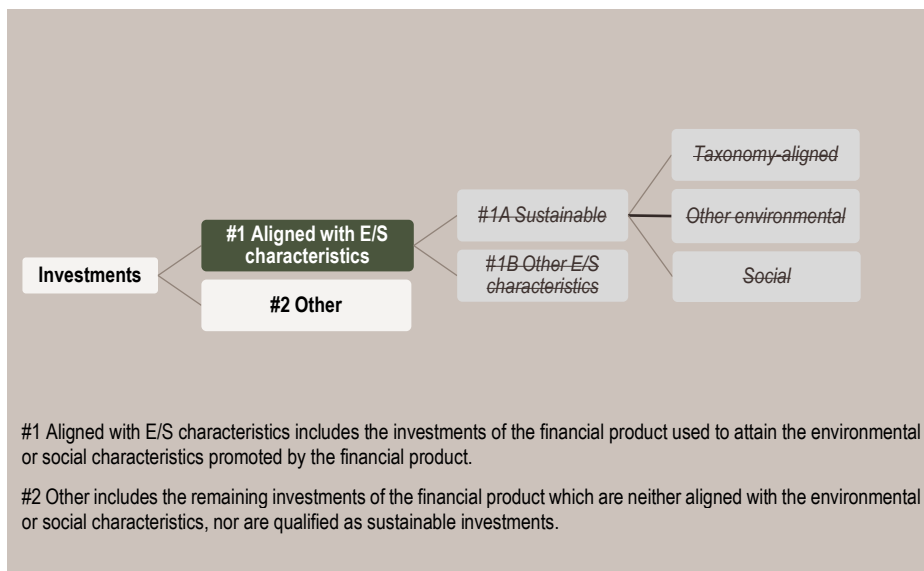 Taxonomy-aligned
#1A Sustainable
Other environmental
#1 Aligned with E/S
characteristics
#1B Other E/S
characteristics
Social
Investments
#2 Other
#1 Aligned with E/S characteristics includes the investments of the financial product used to attain the environmental
or social characteristics promoted by the financial product.
#2 Other includes the remaining investments of the financial product which are neither aligned with the environmental
or social characteristics, nor are qualified as sustainable investments.